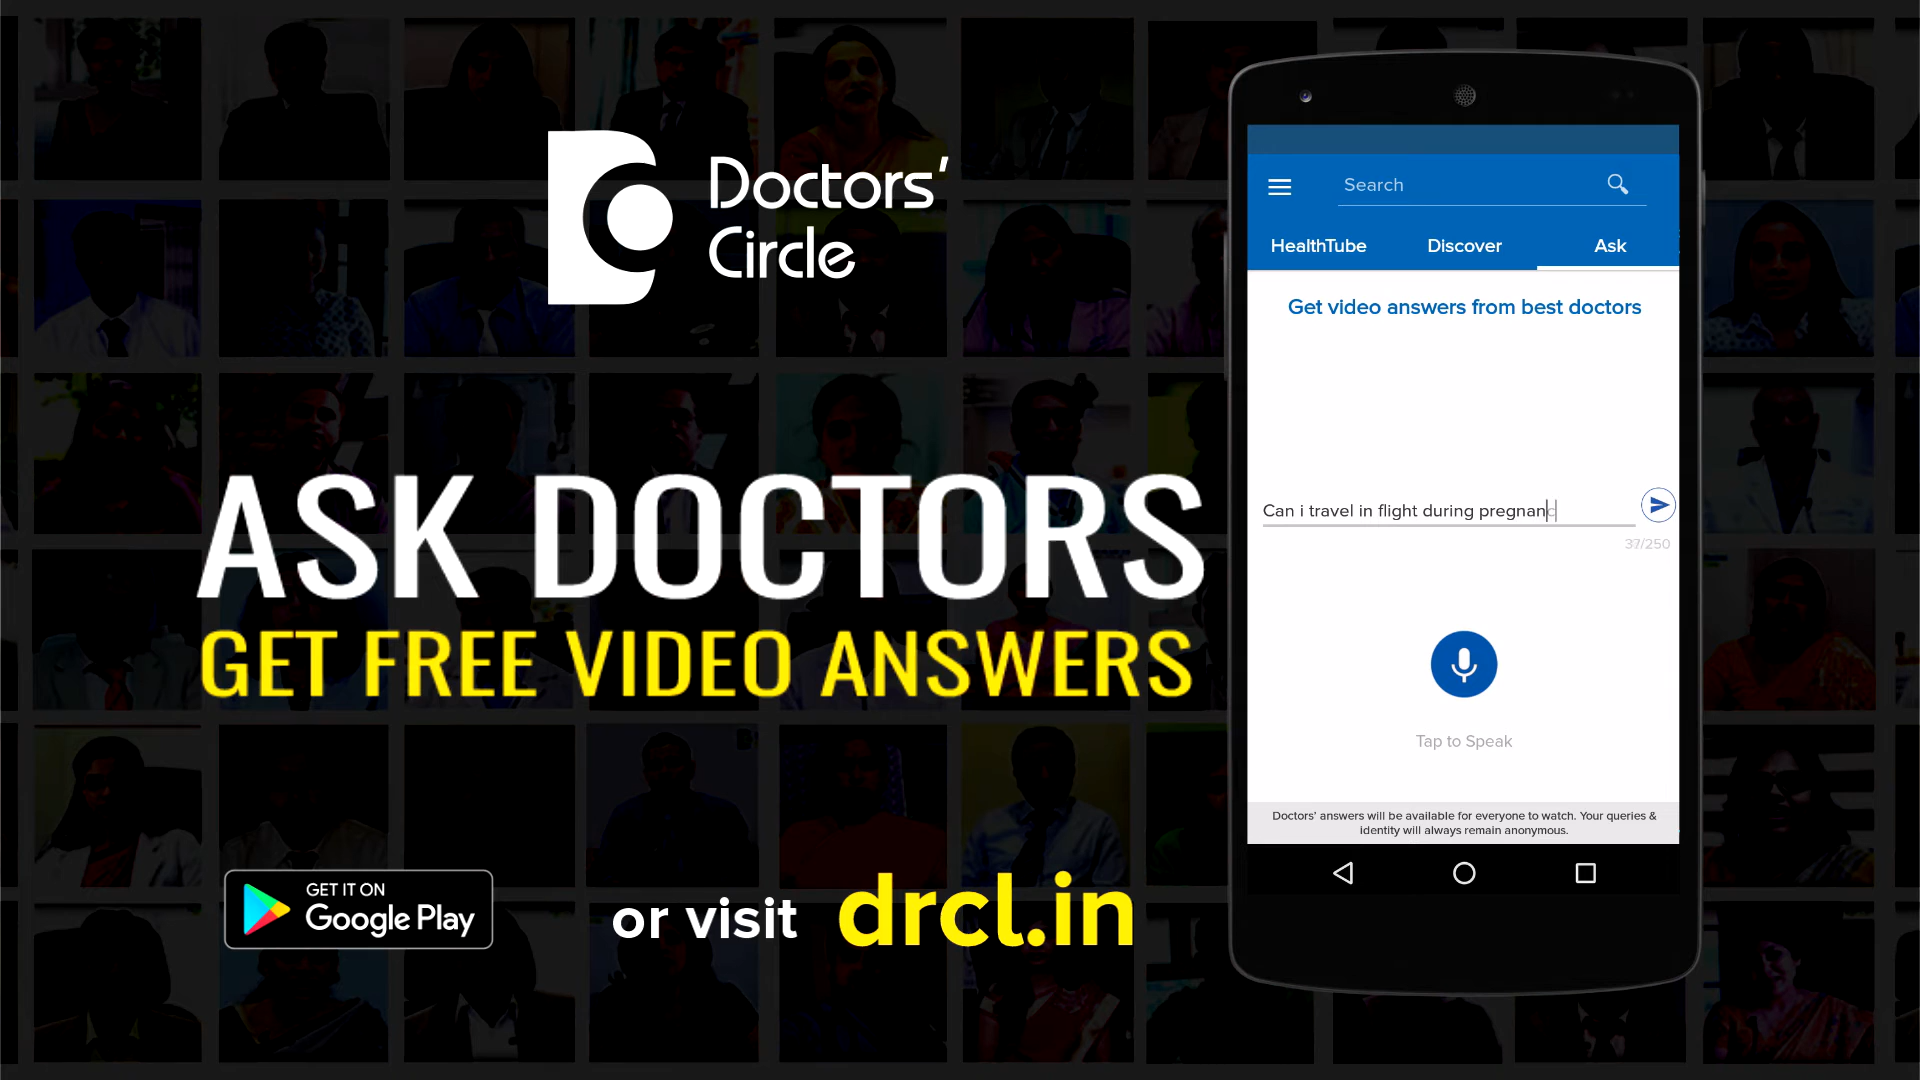 Doctors'
Circle
ASK DOCTORS
GET FREE VIDEO ANSWERS
GET IT ON
Google Play
or visit drcl.in
Search
HealthTube Discover Ask
Get video answers from best doctors
Can i travel in flight during pregnanc
37/250
Tap to Speak
Doctors' answers will be available for everyone to watch. Your queries &
identity will always remain anonymous.